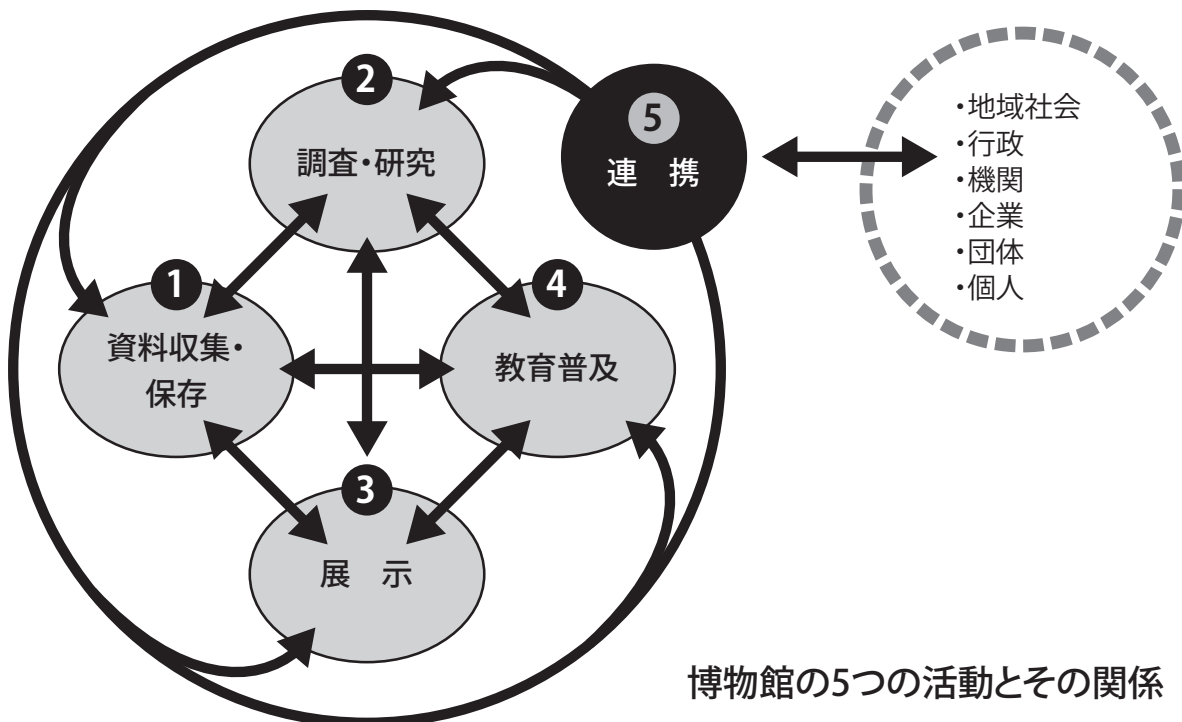 2
調査・研究
5
連　携
・地域社会
・行政
・機関
・企業
・団体
・個人
1
資料収集・
保存
4
教育普及
3
展　示
博物館の5つの活動とその関係